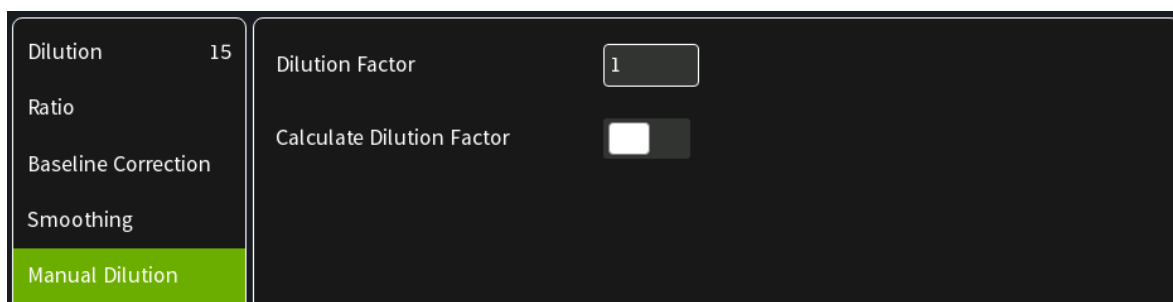 Dilution 15
Ratio
Baseline Correction
Smoothing
Manual Dilution
Dilution Factor 1
Calculate Dilution Factor